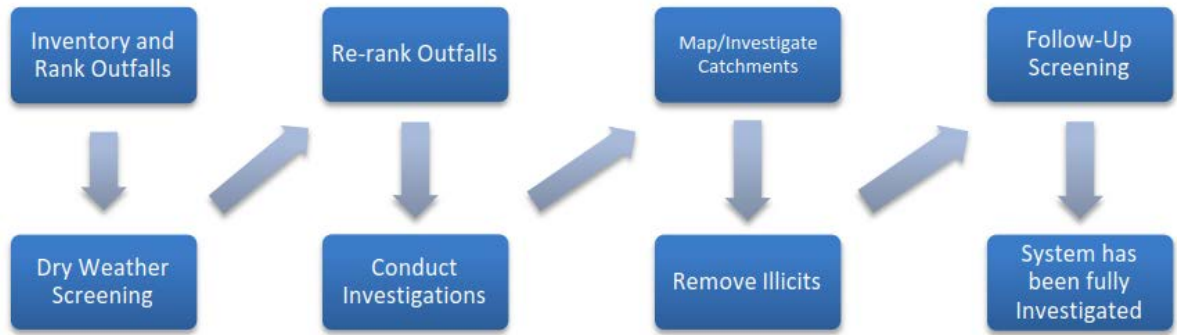 Inventory and
Rank Outfalls
Dry Weather
Screening
Re-rank Outfalls
Conduct
Investigations
Map/Investigate
Catchments
Remove Illicits
Follow-Up
Screening
System has
been fully
Investigated